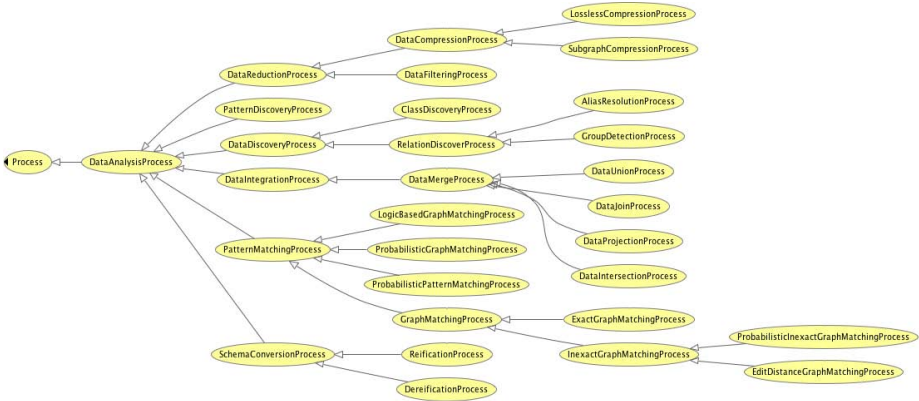 LosslessCompressionProcess
DataCompressionProcess
SubgraphCompressionProcess
DataReductionProcess
DataFilteringProcess
AliasResolutionProcess
PatternDiscoveryProcess
ClassDiscoveryProcess
GroupDetectionProcess
DataDiscoveryProcess
RelationDiscoverProcess
Process
DataAnalysisProcess
DataUnionProcess
DataIntegrationProcess
DataMergeProcess
DataJoinProcess
LogicBasedGraphMatchingProcess
DataProjectionProcess
PatternMatchingProcess
ProbabilisticGraphMatchingProcess
DataIntersectionProcess
ProbabilisticPatternMatchingProcess
GraphMatchingProcess
ExactGraphMatchingProcess
ProbabilisticInexactGraphMatchingProcess
SchemaConversionProcess
ReificationProcess
InexactGraphMatchingProcess
EditDistanceGraphMatchingProcess
DereificationProcess